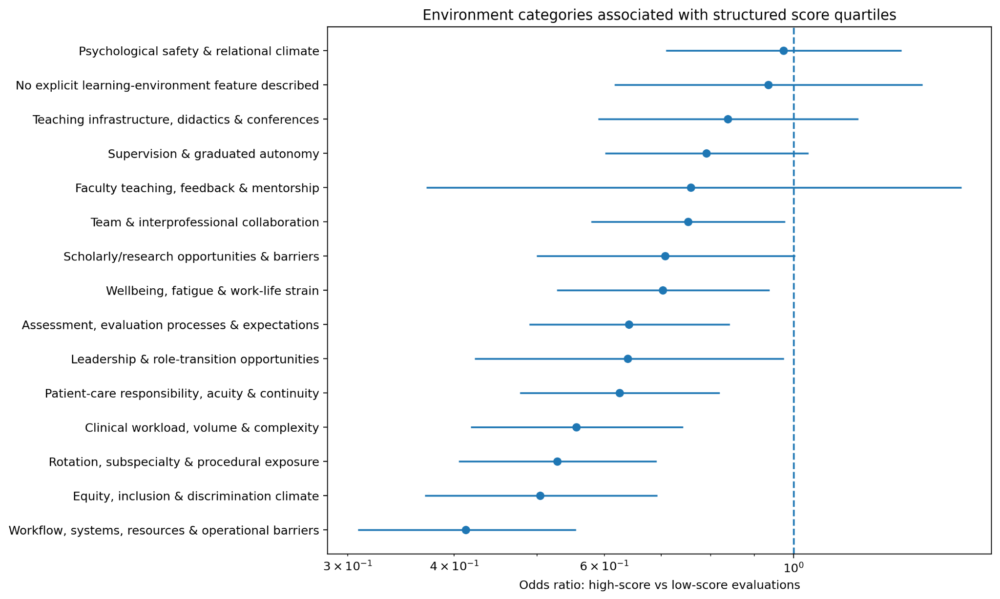 Environment categories associated with structured score quartiles
Psychological safety & relational climate
No explicit learning-environment feature described
Teaching infrastructure, didactics & conferences
Supervision & graduated autonomy
Faculty teaching, feedback & mentorship
Team & interprofessional collaboration
Scholarly/research opportunities & barriers
Wellbeing, fatigue & work-life strain
Assessment, evaluation processes & expectations
Leadership & role-transition opportunities
Patient-care responsibility, acuity & continuity
Clinical workload, volume & complexity
Rotation, subspecialty & procedural exposure
Equity, inclusion & discrimination climate
Workflow, systems, resources & operational barriers
3 × 10⁻¹ 4 × 10⁻¹ 6 × 10⁻¹ 10⁰
Odds ratio: high-score vs low-score evaluations